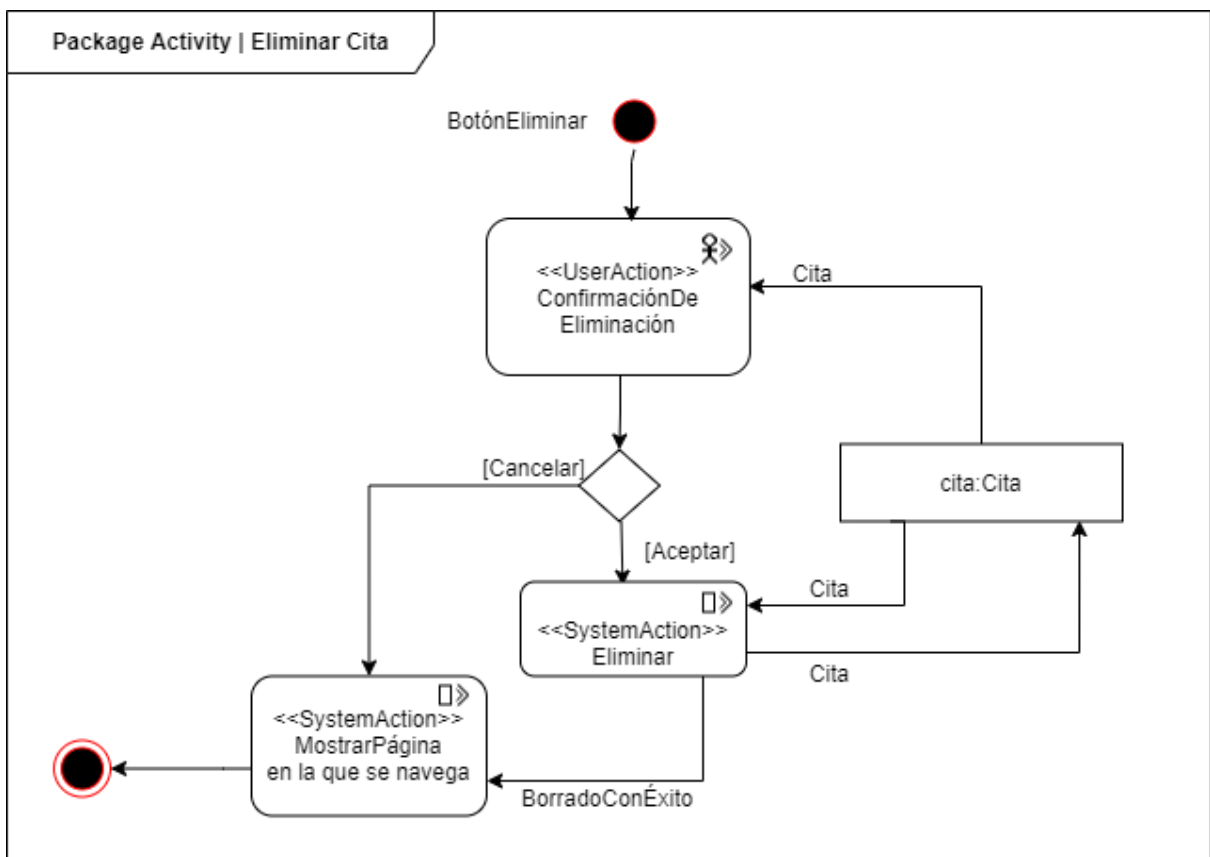 Package Activity | Eliminar Cita
BotónEliminar
<<UserAction>>
ConfirmaciónDe
Eliminación
Cita
[Cancelar]
cita:Cita
[Aceptar]
Cita
<<SystemAction>>
Eliminar
Cita
<<SystemAction>>
MostrarPágina
en la que se navega
BorradoConÉxito